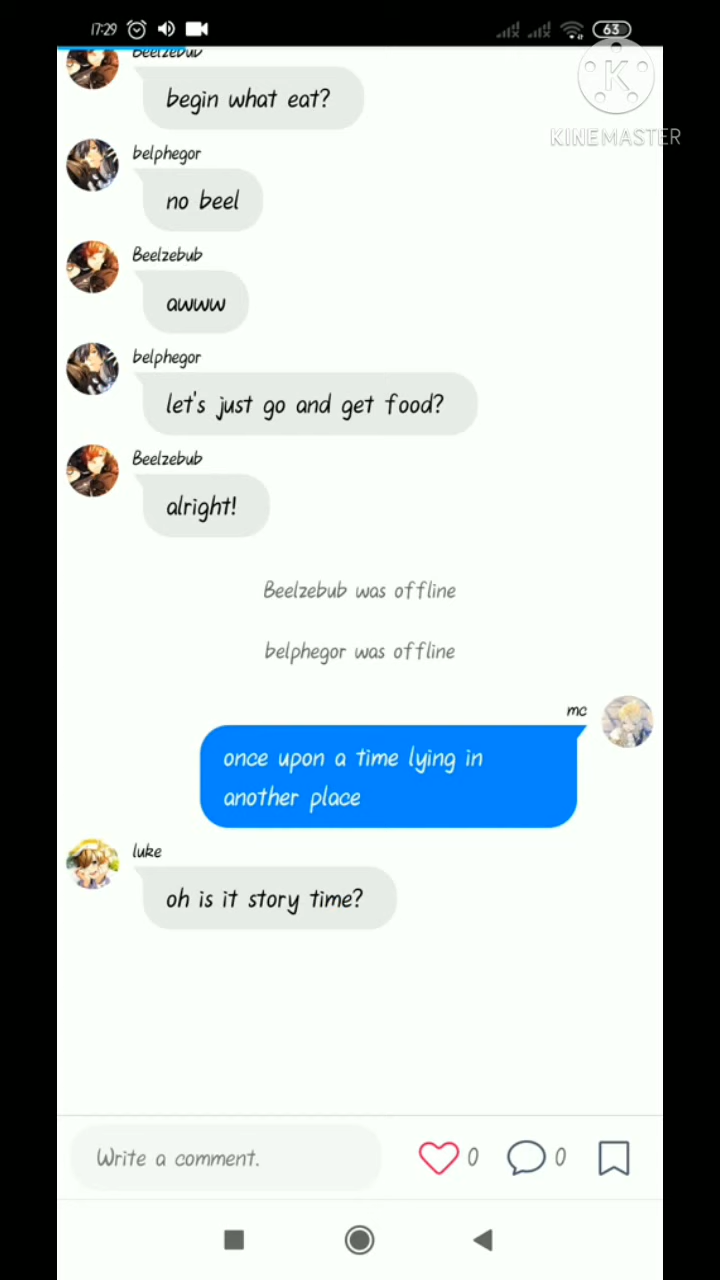 17:29
63
K
KINEMASTER
Beelzebub
begin what eat?
belphegor
no beel
Beelzebub
awww
belphegor
let's just go and get food?
Beelzebub
alright!
Beelzebub was offline
belphegor was offline
mc
once upon a time lying in
another place
luke
oh is it story time?
Write a comment.
0
0